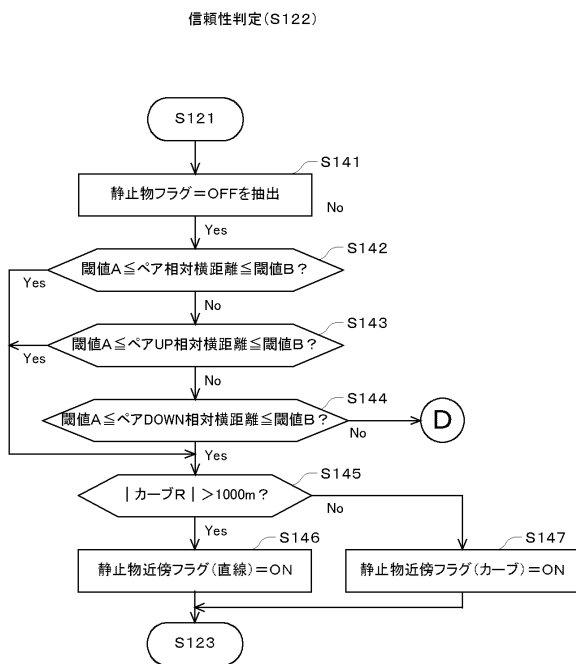 信頼性判定(S122)
S121
S141
静止物フラグ=OFFを抽出
No
Yes
S142
閾値A≦ペア相対横距離≦閾値B?
Yes
No
S143
閾値A≦ペアUP相対横距離≦閾値B?
Yes
No
S144
閾値A≦ペアDOWN相対横距離≦閾値B?
No
D
Yes
S145
|カーブR|>1000m?
No
Yes
S146
静止物近傍フラグ(直線)=ON
S147
静止物近傍フラグ(カーブ)=ON
S123